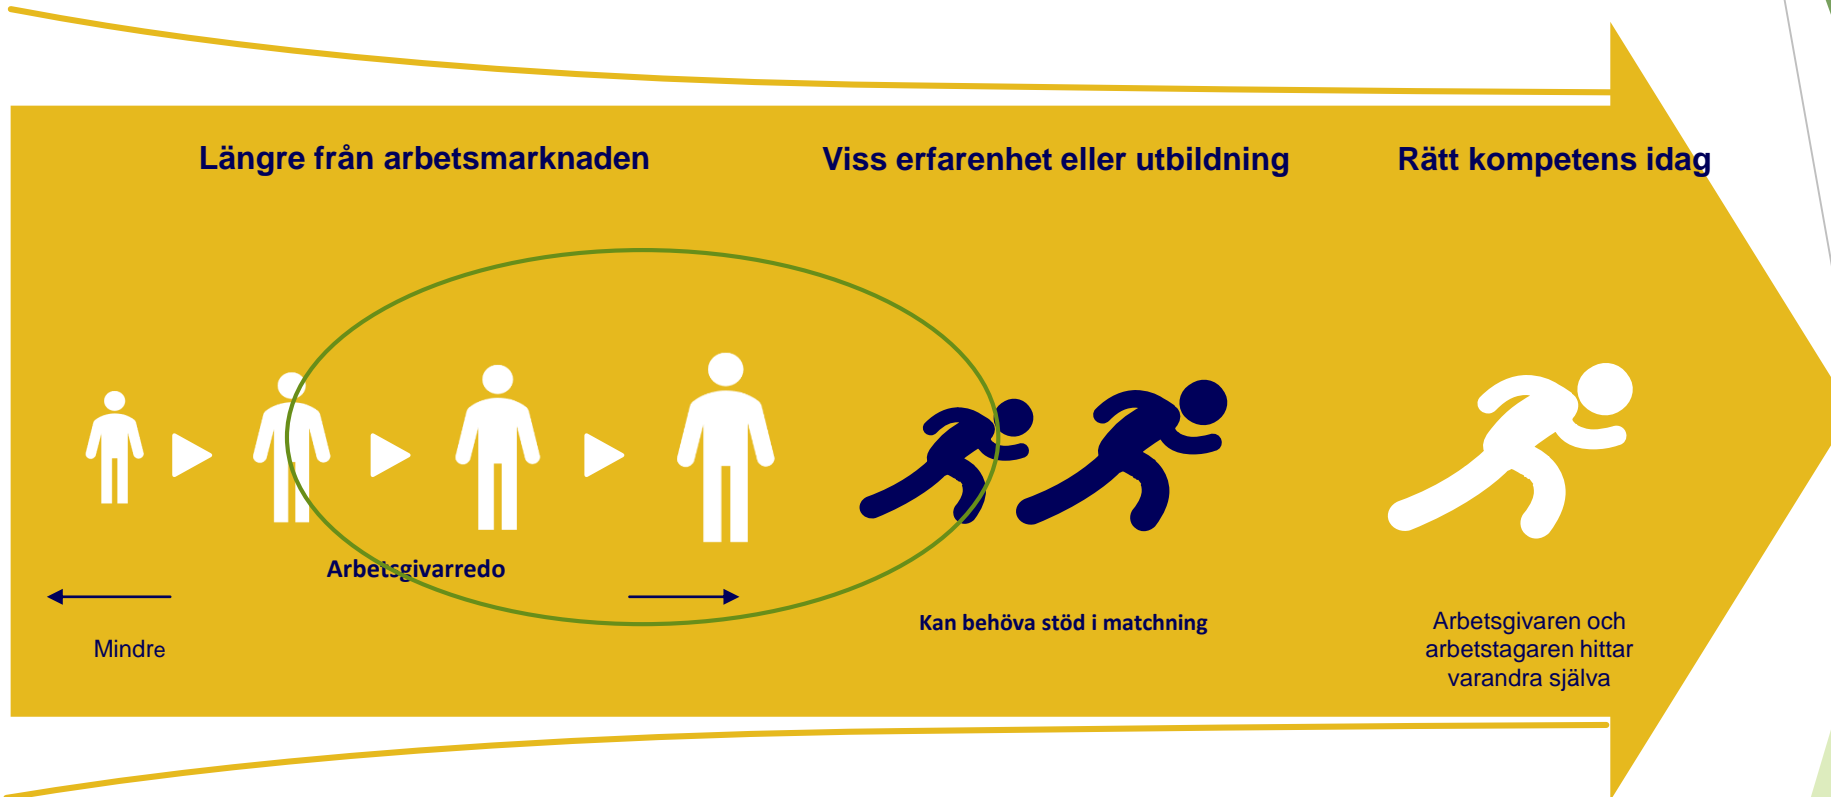 Längre från arbetsmarknaden
Viss erfarenhet eller utbildning
Rätt kompetens idag
Arbetsgivarredo
Mindre
Kan behöva stöd i matchning
Arbetsgivaren och
arbetstagaren hittar
varandra själva